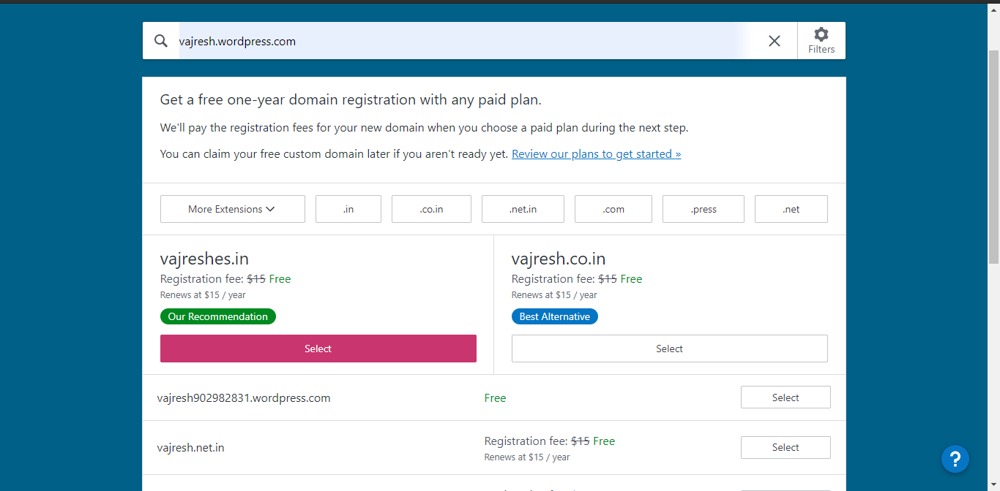 vajresh.wordpress.com
Filters
Get a free one-year domain registration with any paid plan.
We'll pay the registration fees for your new domain when you choose a paid plan during the next step.
You can claim your free custom domain later if you aren't ready yet. Review our plans to get started »
More Extensions .in .co.in .net.in .com .press .net
vajreshes.in
Registration fee: $15 Free
Renews at $15 / year
Our Recommendation
Select
vajresh.co.in
Registration fee: $15 Free
Renews at $15 / year
Best Alternative
Select
vajresh902982831.wordpress.com Free Select
vajresh.net.in
Registration fee: $15 Free
Renews at $15 / year
Select
?